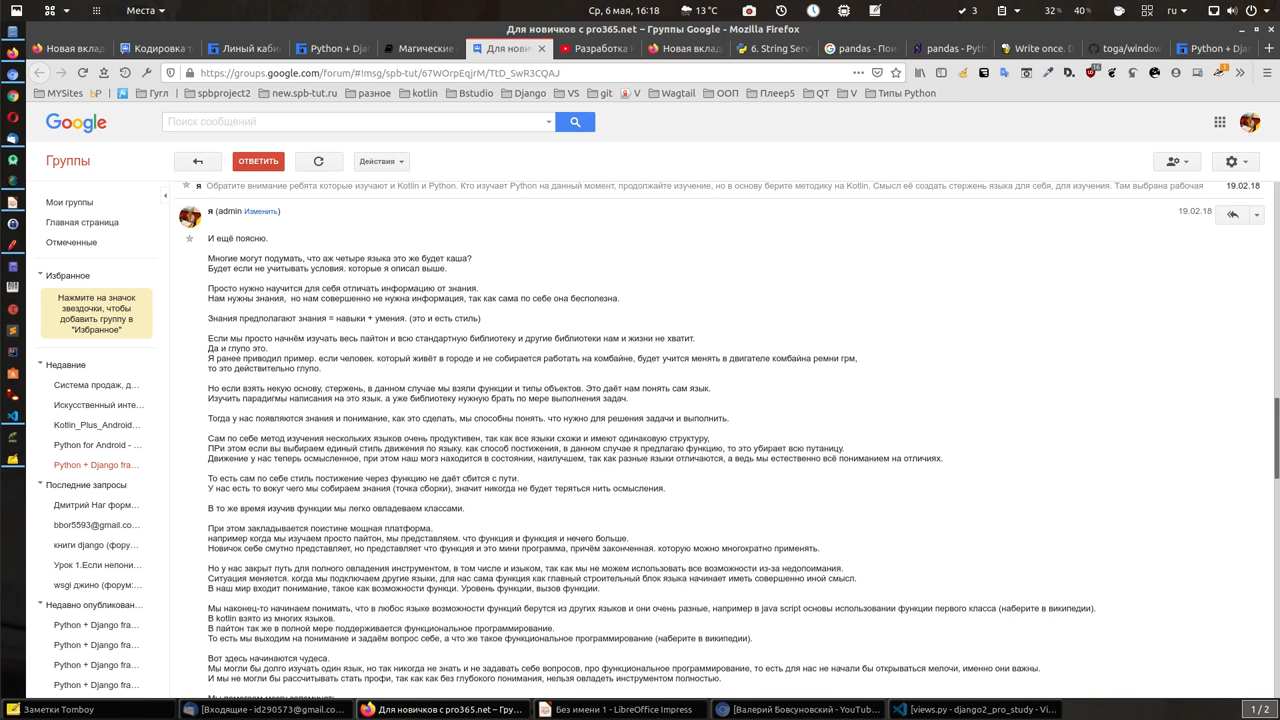 Места
32 %
Для новичков с pro365.net – Группы Google - Mozilla Firefox
Новая вклад
Кодировка т
Линый каби
Python + Dja
Магические
Для нович
Разработка Я
Новая вклад
6. String Serv
pandas - Пои
pandas - Pyth
Write once. D
toga/window
Python + Dja
https://groups.google.com/forum/#!msg/spb-tut/67WOrpEqjrM/TtD_SwR3CQAJ
MYSites
Гугл
spbproject2
new.spb-tut.ru
разное
kotlin
Bstudio
Django
VS
git
V
Wagtail
ООП
Плеер5
QT
V
Типы Python
Google
Поиск сообщений
Группы
ОТВЕТИТЬ
Действия
я Обратите внимание ребята которые изучают и Kotlin и Python. Кто изучает Python на данный момент, продолжайте изучение, но в основу берите методику на Kotlin. Смысл её создать стержень языка для себя, для изучения. Там выбрана рабочая 19.02.18
Мои группы
Главная страница
Отмеченные
Избранное
Нажмите на значок
звездочки, чтобы
добавить группу в
"Избранное"
Недавние
Система продаж, д…
Искусственный инте…
Kotlin_Plus_Android…
Python for Android - …
Python + Django fra…
Последние запросы
Дмитрий Наг форм…
bbor5593@gmail.co…
книги django (фору…
Урок 1.Если непони…
wsgi джино (форум:…
Недавно опубликован…
Python + Django fra…
Python + Django fra…
Python + Django fra…
Python + Django fra…
я (admin Изменить)
19.02.18
И ещё поясню.
Многие могут подумать, что аж четыре языка это же будет каша?
Будет если не учитывать условия. которые я описал выше.
Просто нужно научится для себя отличать информацию от знания.
Нам нужны знания, но нам совершенно не нужна информация, так как сама по себе она бесполезна.
Знания предполагают знания = навыки + умения. (это и есть стиль)
Если мы просто начнём изучать весь пайтон и всю стандартную библиотеку и другие библиотеки нам и жизни не хватит.
Да и глупо это.
Я ранее приводил пример. если человек. который живёт в городе и не собирается работать на комбайне, будет учится менять в двигателе комбайна ремни грм,
то это действительно глупо.
Но если взять некую основу, стержень, в данном случае мы взяли функции и типы объектов. Это даёт нам понять сам язык.
Изучить парадигмы написания на это язык. а уже библиотеку нужную брать по мере выполнения задач.
Тогда у нас появляются знания и понимание, как это сделать, мы способны понять. что нужно для решения задачи и выполнить.
Сам по себе метод изучения нескольких языков очень продуктивен, так как все языки схожи и имеют одинаковую структуру,
ПРи этом если вы выбираем единый стиль движения по языку. как способ постижения, в данном случае я предлагаю функцию, то это убирает всю путаницу.
Движение у нас теперь осмысленное, при этом наш могз находится в состоянии, наилучшем, так как разные языки отличаются, а ведь мы естественно всё пониманием на отличиях.
То есть сам по себе стиль постижение через функцию не даёт сбится с пути.
У нас есть то вокуг чего мы собираем знания (точка сборки), значит никогда не будет теряться нить осмысления.
В то же время изучив функции мы легко овладеваем классами.
При этом закладывается поистине мощная платформа.
например когда мы изучаем просто пайтон, мы представляем. что функция и функция и нечего больше.
Новичок себе смутно представляет, но представляет что функция и это мини программа, причём законченная. которую можно многократно применять.
Но у нас закрыт путь для полного овладения инструментом, в том числе и изыком, так как мы не можем использовать все возможности из-за недопоимания.
Ситуация меняется. когда мы подключаем другие языки, для нас сама функция как главный строительный блок языка начинает иметь совершенно иной смысл.
В наш мир входит понимание, такое как возможности функци. Уровень функции, вызов функции.
Мы наконец-то начинаем понимать, что в любос языке возможности функций берутся из других языков и они очень разные, например в java script основы использовании функции первого класса (наберите в википедии).
В kotlin взято из многих языков.
В пайтон так же в полной мере поддерживается функциональное программирование.
То есть мы выходим на понимание и задаём вопрос себе, а что же такое функциональное программирование (наберите в википедии).
Вот здесь начинаются чудеса.
Мы могли бы долго изучать один язык, но так никогда не знать и не задавать себе вопросов, про функциональное программирование, то есть для нас не начали бы открываться мелочи, именно они важны.
И мы не могли бы рассчитывать стать профи, так как как без глубокого понимания, нельзя овладеть инструментом полностью.
Заметки Tomboy
[Входящие - id290573@gmail.co…
Для новичков с pro365.net – Гру…
Без имени 1 - LibreOffice Impress
[Валерий Бовсуновский - YouTub…
[views.py - django2_pro_study - Vi…
1 / 2